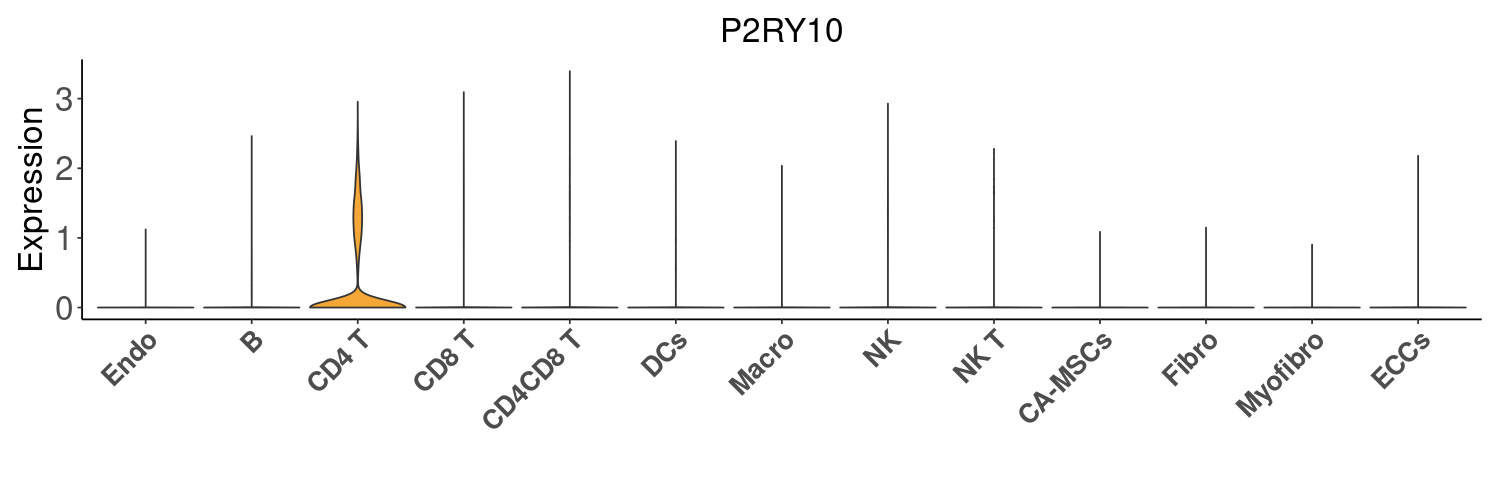 P2RY10
Expression
3
2
1
0
Endo
B
CD4 T
CD8 T
CD4CD8 T
DCs
Macro
NK
NK T
CA-MSCs
Fibro
Myofibro
ECCs